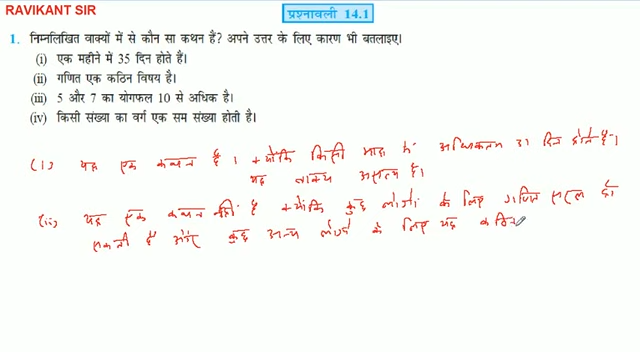 RAVIKANT SIR
प्रश्नावली 14.1
1. निम्नलिखित वाक्यों में से कौन सा कथन हैं? अपने उत्तर के लिए कारण भी बतलाइए।
(i) एक महीने में 35 दिन होते हैं।
(ii) गणित एक कठिन विषय है।
(iii) 5 और 7 का योगफल 10 से अधिक है।
(iv) किसी संख्या का वर्ग एक सम संख्या होती है।
(i) यह एक कथन है। क्योंकि किसी माह में अधिकतम 31 दिन होते हैं।
यह वाक्य असत्य है।
(ii) यह एक कथन नहीं है क्योंकि कुछ लोगों के लिए गणित सरल हो
सकती है और कुछ अन्य लोगों के लिए यह कठिन